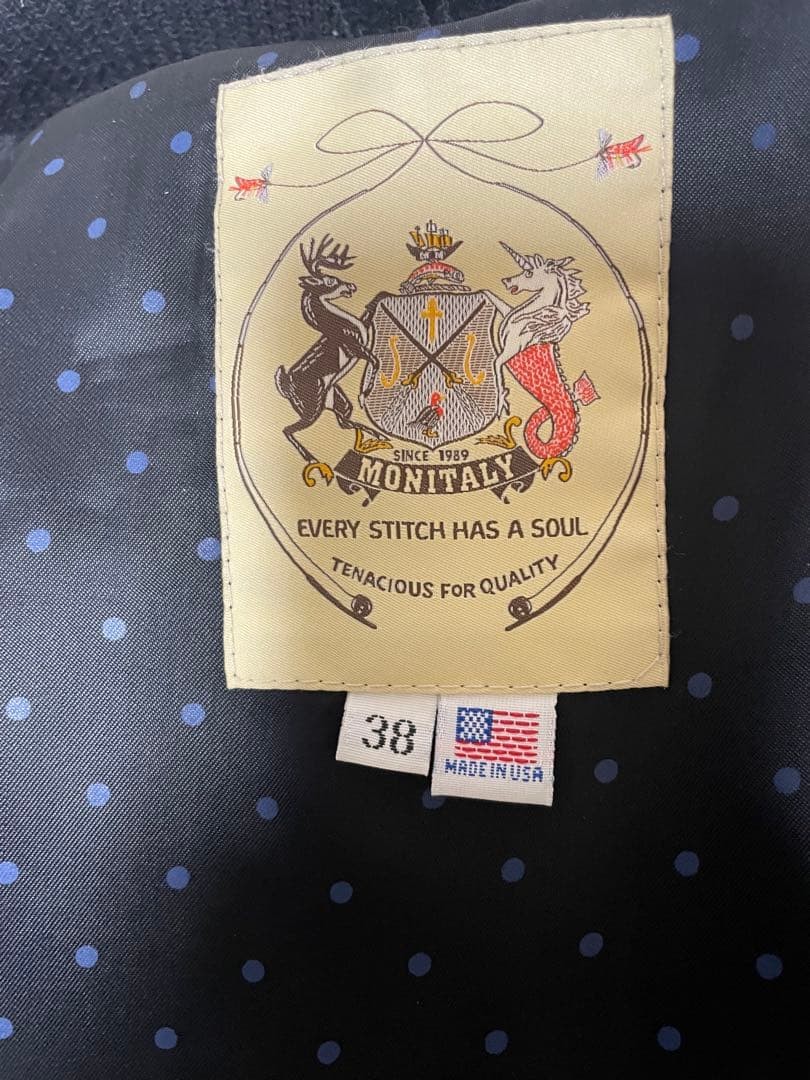 SINCE 1989
MONITALY
EVERY STITCH HAS A SOUL
TENACIOUS FOR QUALITY
38
MADE IN USA